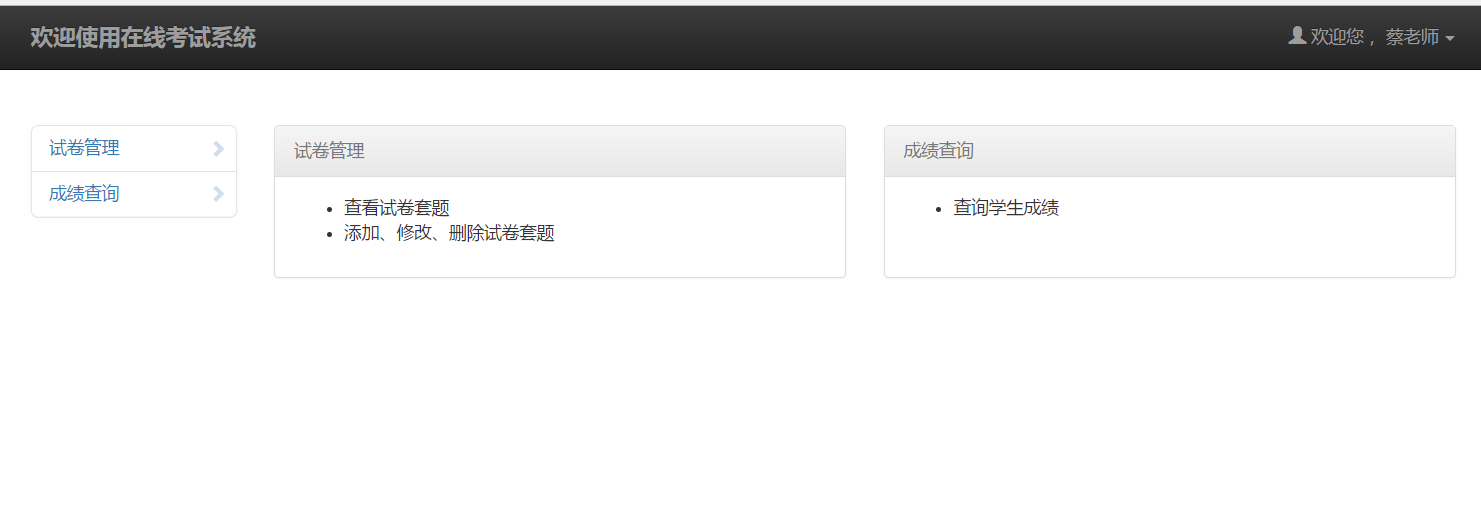 欢迎使用在线考试系统
欢迎您，蔡老师
试卷管理
成绩查询
试卷管理
查看试卷套题
添加、修改、删除试卷套题
成绩查询
查询学生成绩